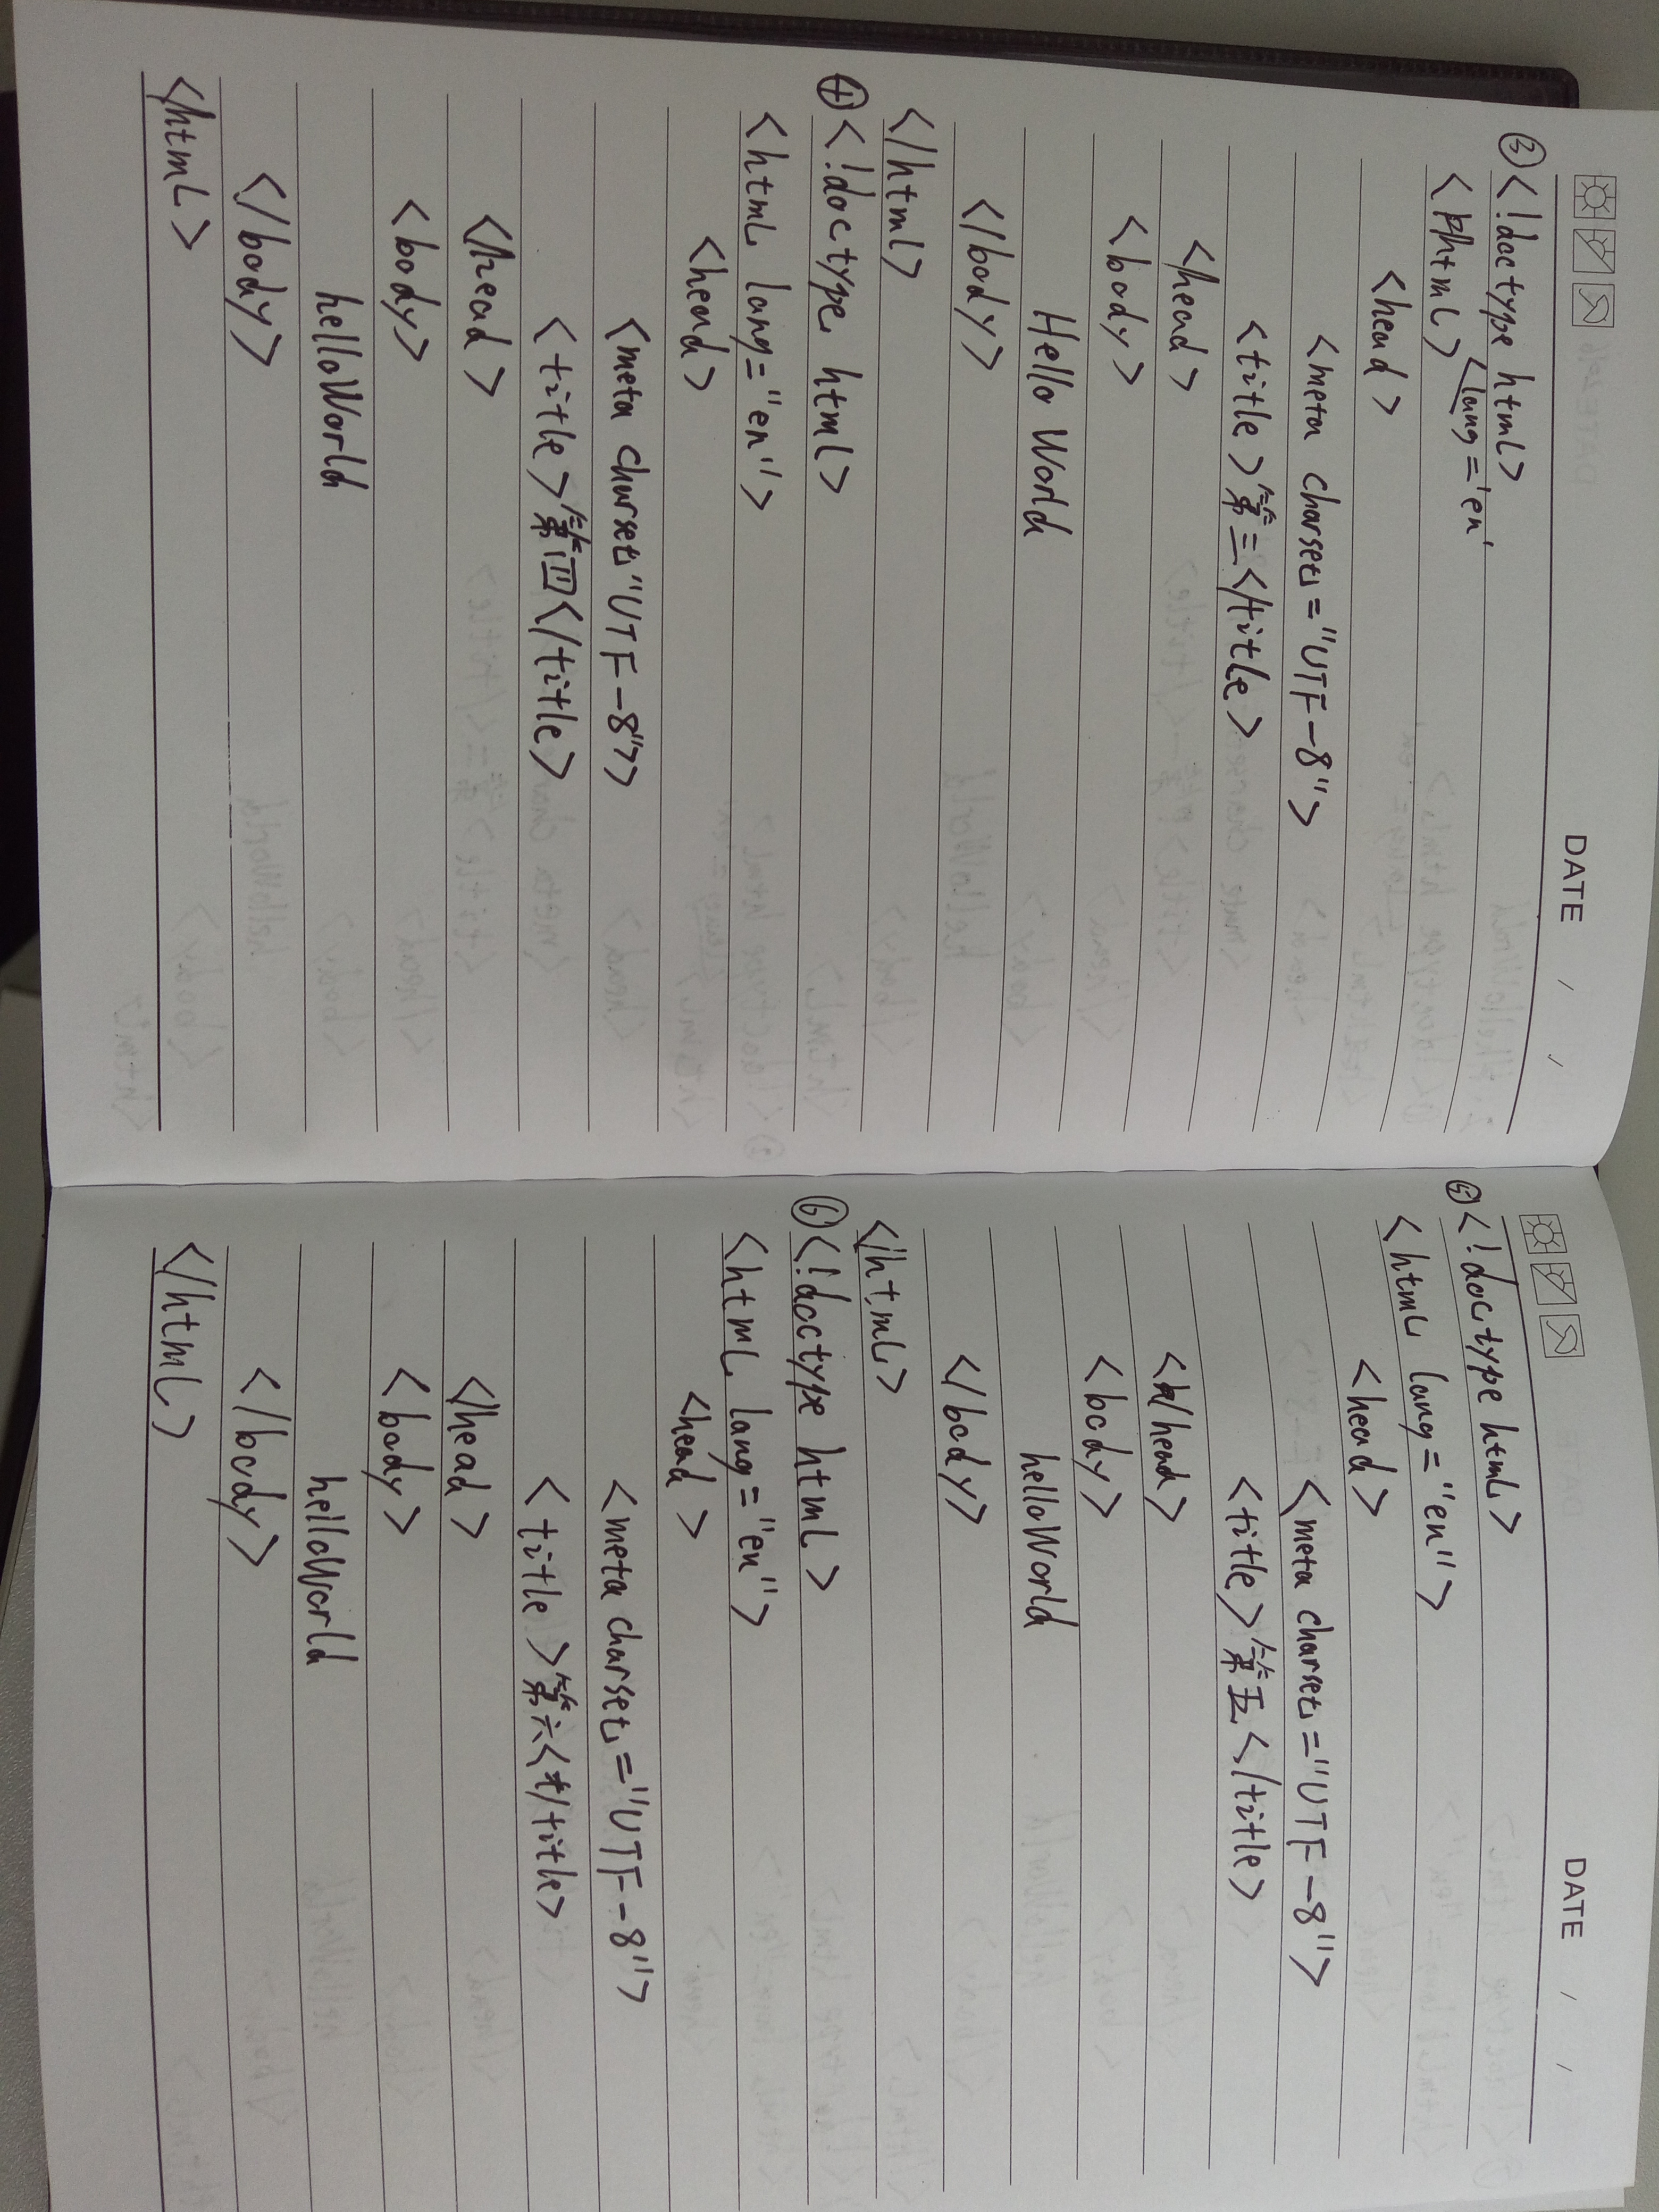 DATE / /
③<!doctype html>
<html> <lang='en'
<head>
<meta charset="UTF-8">
<title>第三</title>
</head>
<body>
Hello World
</body>
</html>
④<!doctype html>
<html lang="en">
<head>
<meta charset"UTF-8">
<title>第四</title>
</head>
<body>
helloWorld
</body>
</html>
DATE / /
⑤<!doctype html>
<html lang="en">
<head>
<meta charset="UTF-8">
<title>第五</title>
</head>
<body>
helloWorld
</body>
</html>
⑥<!doctype html>
<html lang="en">
<head>
<meta charset="UTF-8">
<title>第六</title>
</head>
<body>
helloWorld
</body>
</html>